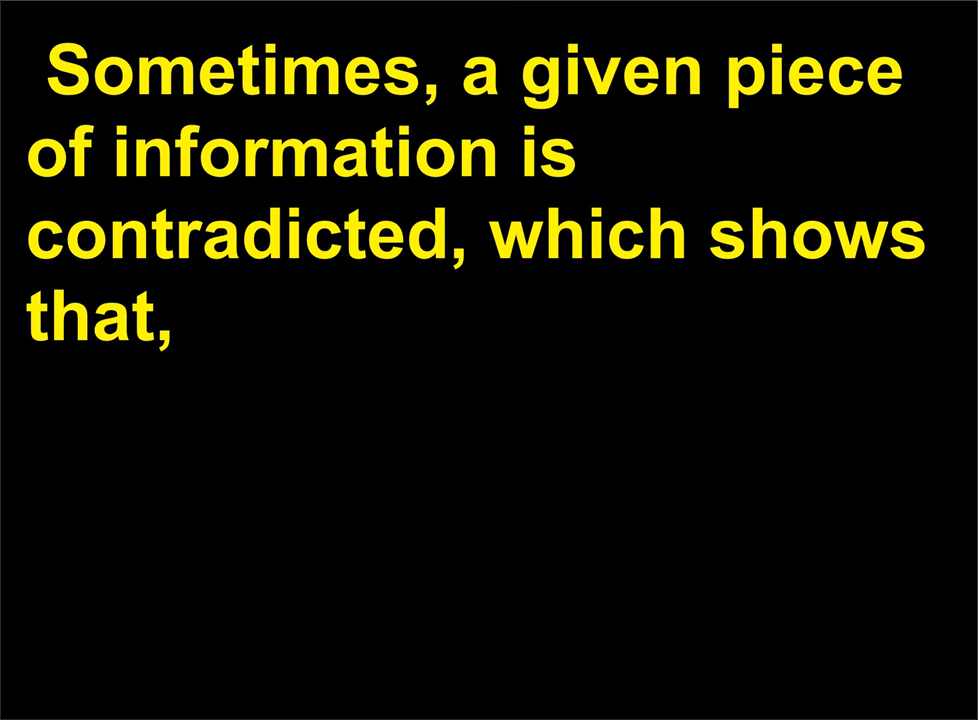 Sometimes, a given piece
of information is
contradicted, which shows
that,